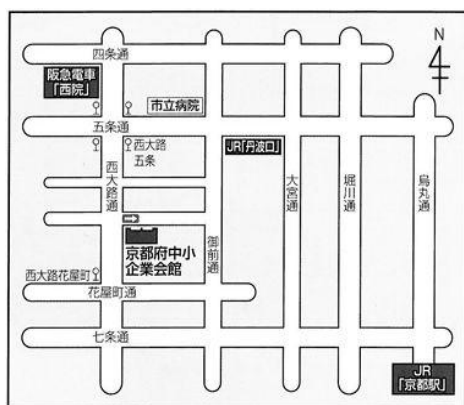 N
四条通
阪急電車
「西院」
市立病院
五条通
西大路
五条
JR「丹波口」
西大路通
大宮通
堀川通
烏丸通
御前通
京都府中小
企業会館
西大路花屋町
花屋町通
七条通
JR
「京都駅」